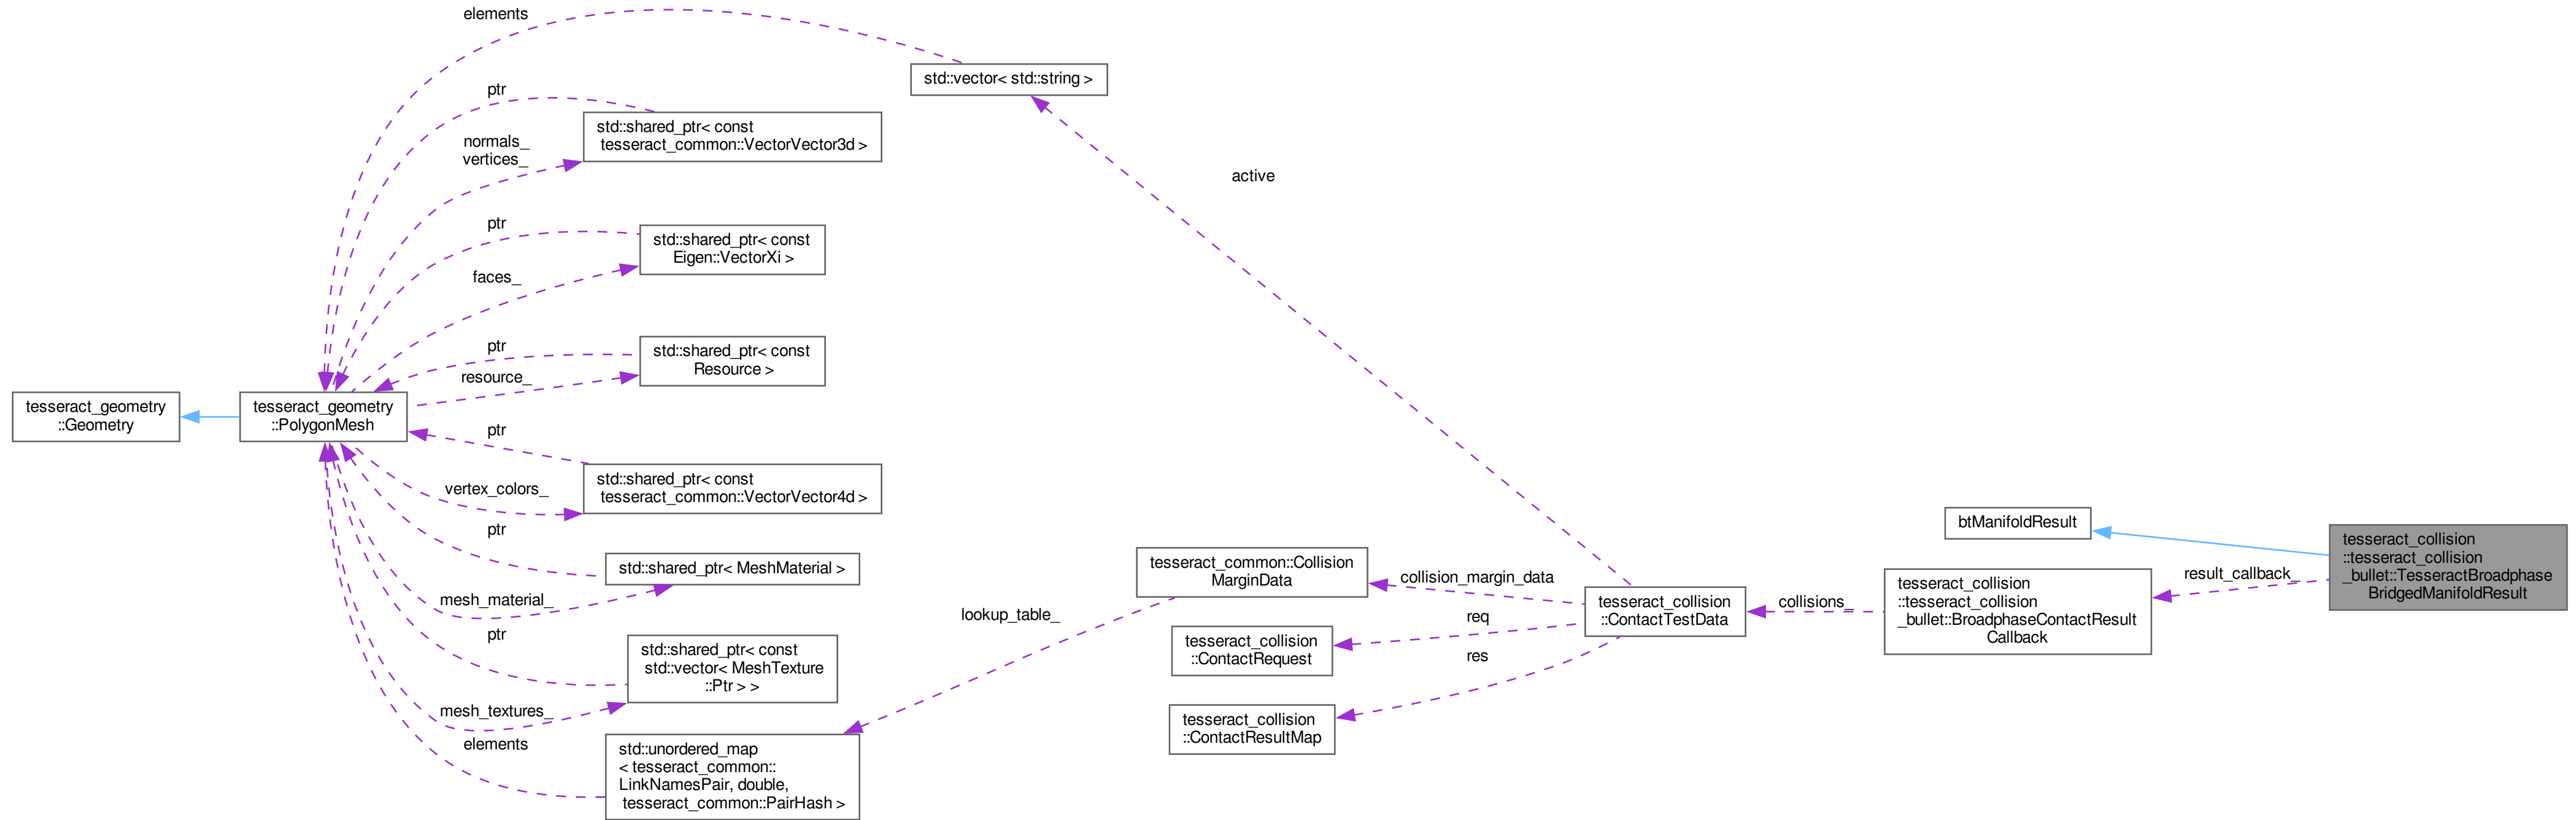 elements
std::vector< std::string >
ptr
std::shared_ptr< const
tesseract_common::VectorVector3d >
normals_
vertices_
active
ptr
std::shared_ptr< const
Eigen::VectorXi >
faces_
ptr
std::shared_ptr< const
Resource >
resource_
tesseract_geometry
::Geometry
tesseract_geometry
::PolygonMesh
ptr
std::shared_ptr< const
tesseract_common::VectorVector4d >
vertex_colors_
ptr
std::shared_ptr< MeshMaterial >
mesh_material_
ptr
std::shared_ptr< const
std::vector< MeshTexture
::Ptr > >
mesh_textures_
elements
std::unordered_map
< tesseract_common::
LinkNamesPair, double,
tesseract_common::PairHash >
lookup_table_
tesseract_common::Collision
MarginData
collision_margin_data
req
tesseract_collision
::ContactRequest
res
tesseract_collision
::ContactResultMap
tesseract_collision
::ContactTestData
collisions_
btManifoldResult
tesseract_collision
::tesseract_collision
_bullet::BroadphaseContactResult
Callback
result_callback_
tesseract_collision
::tesseract_collision
_bullet::TesseractBroadphase
BridgedManifoldResult